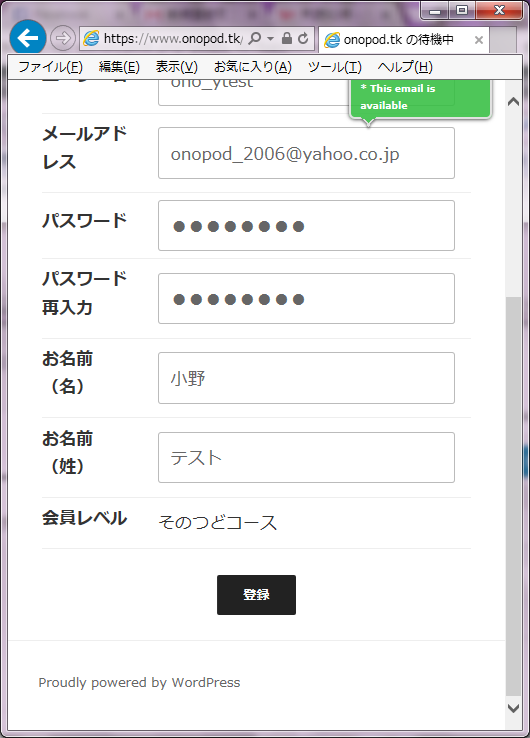 https://www.onopod.tk/
onopod.tk の待機中
ファイル(F) 編集(E) 表示(V) お気に入り(A) ツール(T) ヘルプ(H)
ono_ytest
* This email is
available
メールアド
レス
onopod_2006@yahoo.co.jp
パスワード
●●●●●●●●
パスワード
再入力
●●●●●●●●
お名前
（名）
小野
お名前
（姓）
テスト
会員レベル
そのつどコース
登録
Proudly powered by WordPress